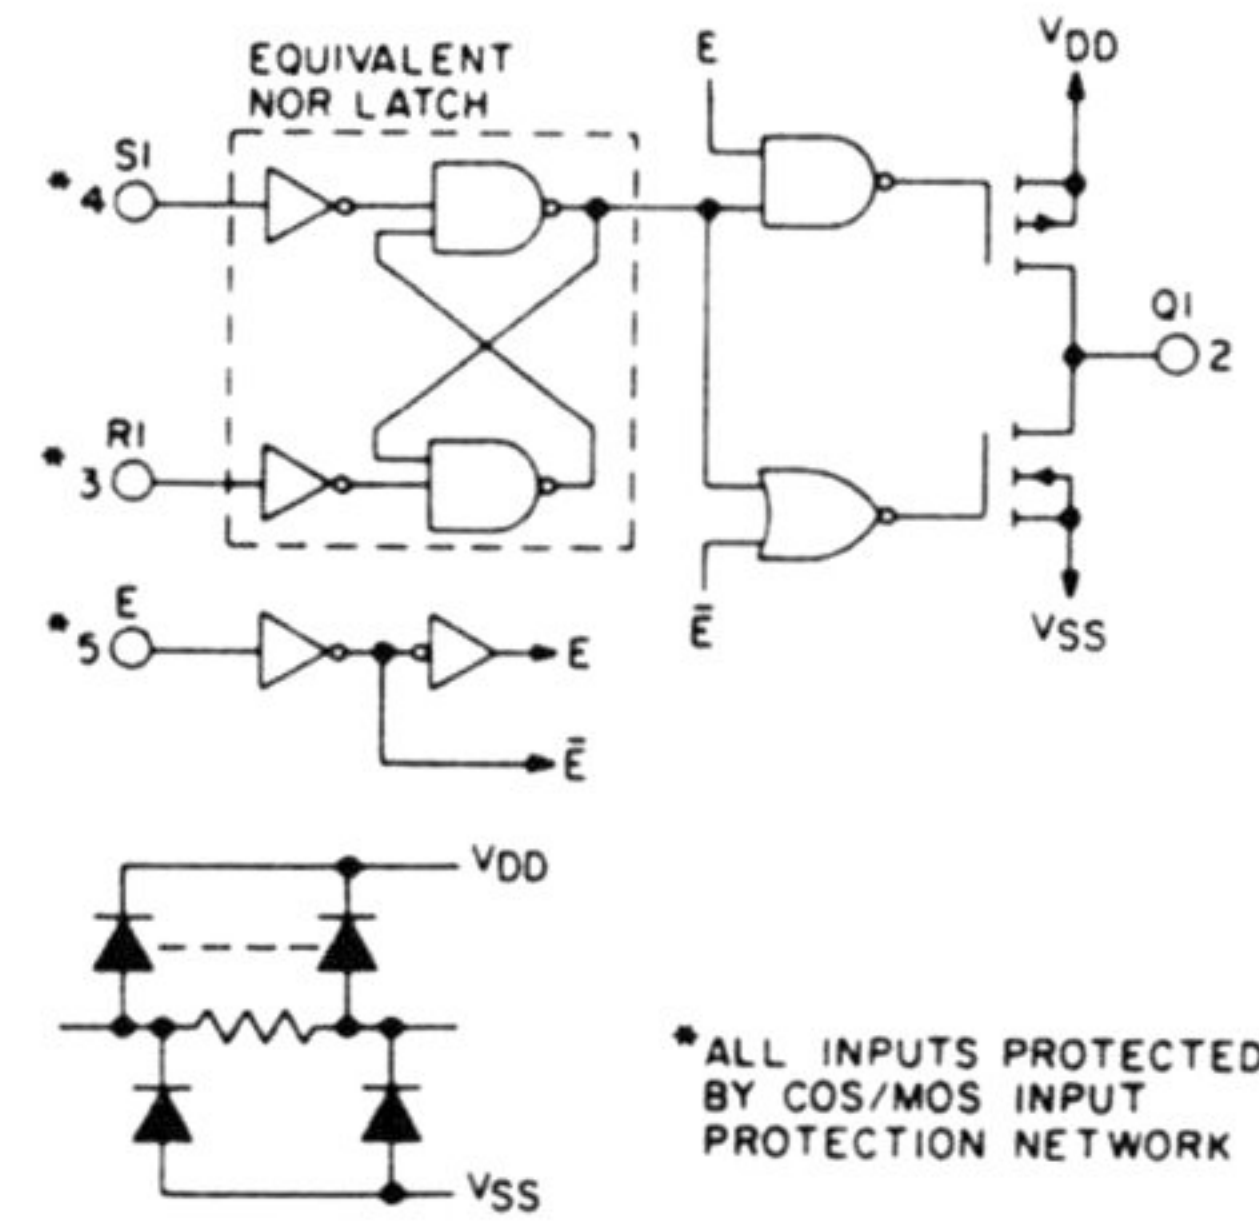 EQUIVALENT
NOR LATCH
E
VDD
S1
* 4
Q1
2
R1
* 3
E
* 5
E
Ē
Ē
VSS
VDD
VSS
* ALL INPUTS PROTECTED
BY COS/MOS INPUT
PROTECTION NETWORK